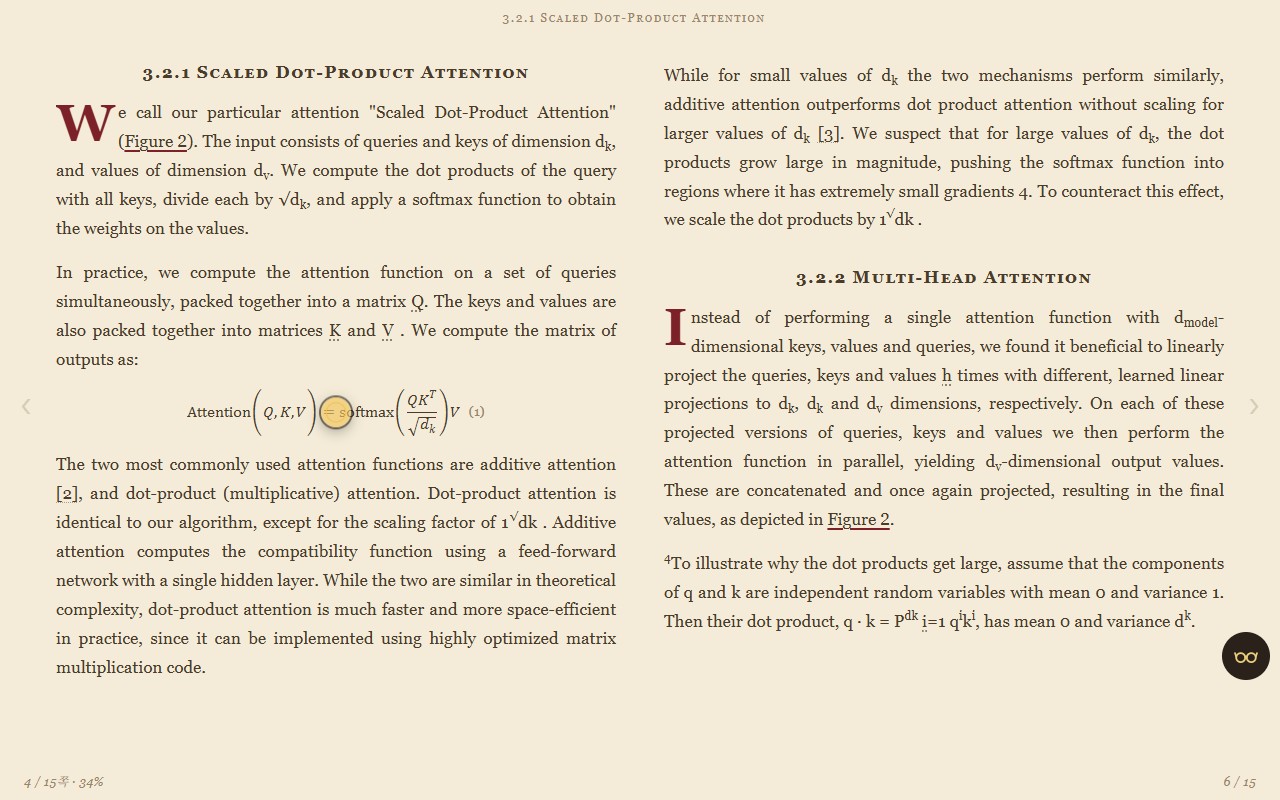 3.2.1 Scaled Dot-Product Attention
3.2.1 Scaled Dot-Product Attention
We call our particular attention "Scaled Dot-Product Attention"
(Figure 2). The input consists of queries and keys of dimension dk,
and values of dimension dv. We compute the dot products of the query
with all keys, divide each by √dk, and apply a softmax function to obtain
the weights on the values.
In practice, we compute the attention function on a set of queries
simultaneously, packed together into a matrix Q. The keys and values are
also packed together into matrices K and V . We compute the matrix of
outputs as:
Attention(Q, K, V) = softmax(QK^T/√dk)V (1)
The two most commonly used attention functions are additive attention
[2], and dot-product (multiplicative) attention. Dot-product attention is
identical to our algorithm, except for the scaling factor of 1√dk . Additive
attention computes the compatibility function using a feed-forward
network with a single hidden layer. While the two are similar in theoretical
complexity, dot-product attention is much faster and more space-efficient
in practice, since it can be implemented using highly optimized matrix
multiplication code.
While for small values of dk the two mechanisms perform similarly,
additive attention outperforms dot product attention without scaling for
larger values of dk [3]. We suspect that for large values of dk, the dot
products grow large in magnitude, pushing the softmax function into
regions where it has extremely small gradients 4. To counteract this effect,
we scale the dot products by 1√dk .
3.2.2 Multi-Head Attention
Instead of performing a single attention function with dmodel-
dimensional keys, values and queries, we found it beneficial to linearly
project the queries, keys and values h times with different, learned linear
projections to dk, dk and dv dimensions, respectively. On each of these
projected versions of queries, keys and values we then perform the
attention function in parallel, yielding dv-dimensional output values.
These are concatenated and once again projected, resulting in the final
values, as depicted in Figure 2.
4To illustrate why the dot products get large, assume that the components
of q and k are independent random variables with mean 0 and variance 1.
Then their dot product, q · k = Pdk i=1 qiki, has mean 0 and variance dk.
4 / 15쪽 · 34%
6 / 15